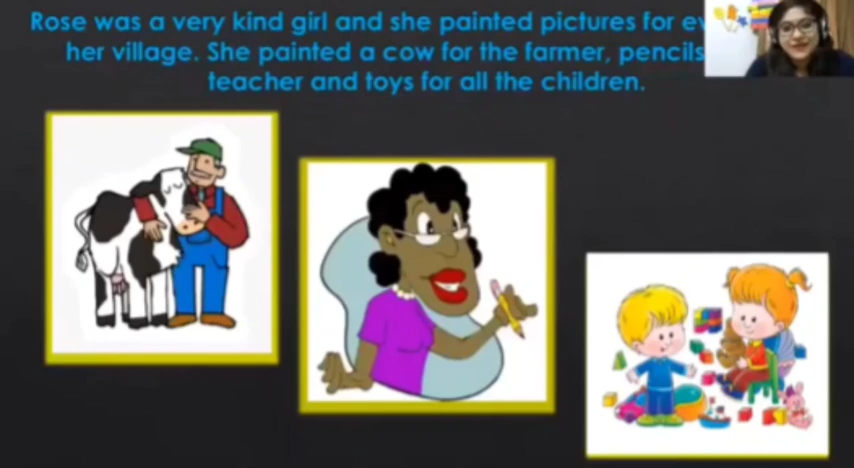 Rose was a very kind girl and she painted pictures for
her village. She painted a cow for the farmer, pencils
teacher and toys for all the children.